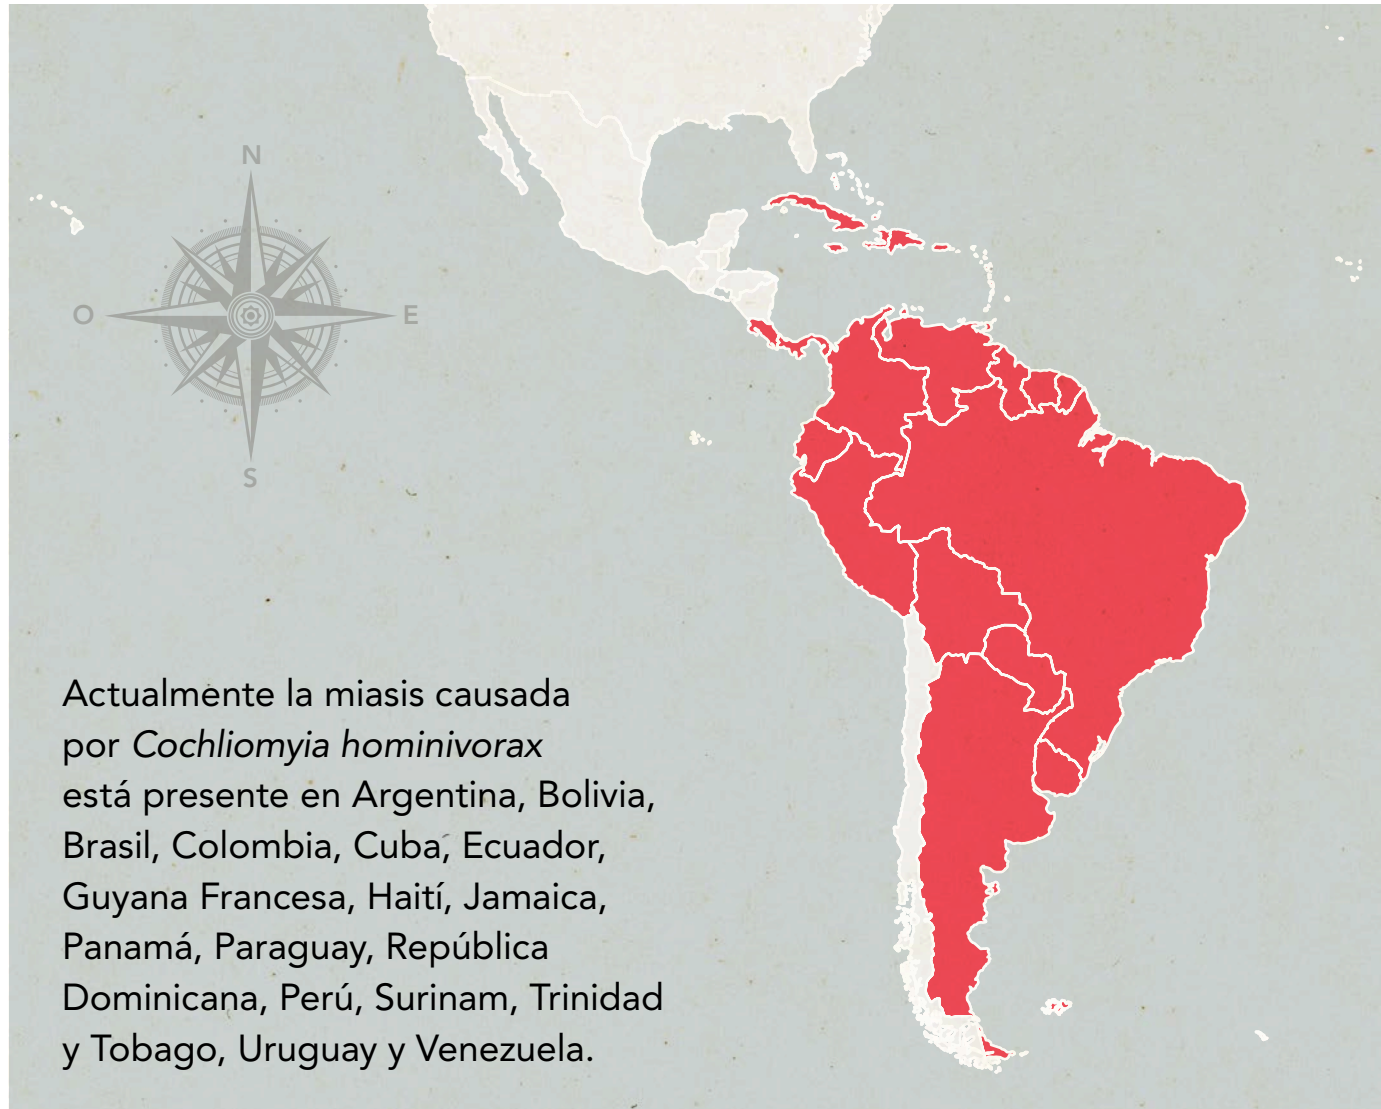 N
O
E
S
Actualmente la miasis causada
por Cochliomyia hominivorax
está presente en Argentina, Bolivia,
Brasil, Colombia, Cuba, Ecuador,
Guyana Francesa, Haití, Jamaica,
Panamá, Paraguay, República
Dominicana, Perú, Surinam, Trinidad
y Tobago, Uruguay y Venezuela.